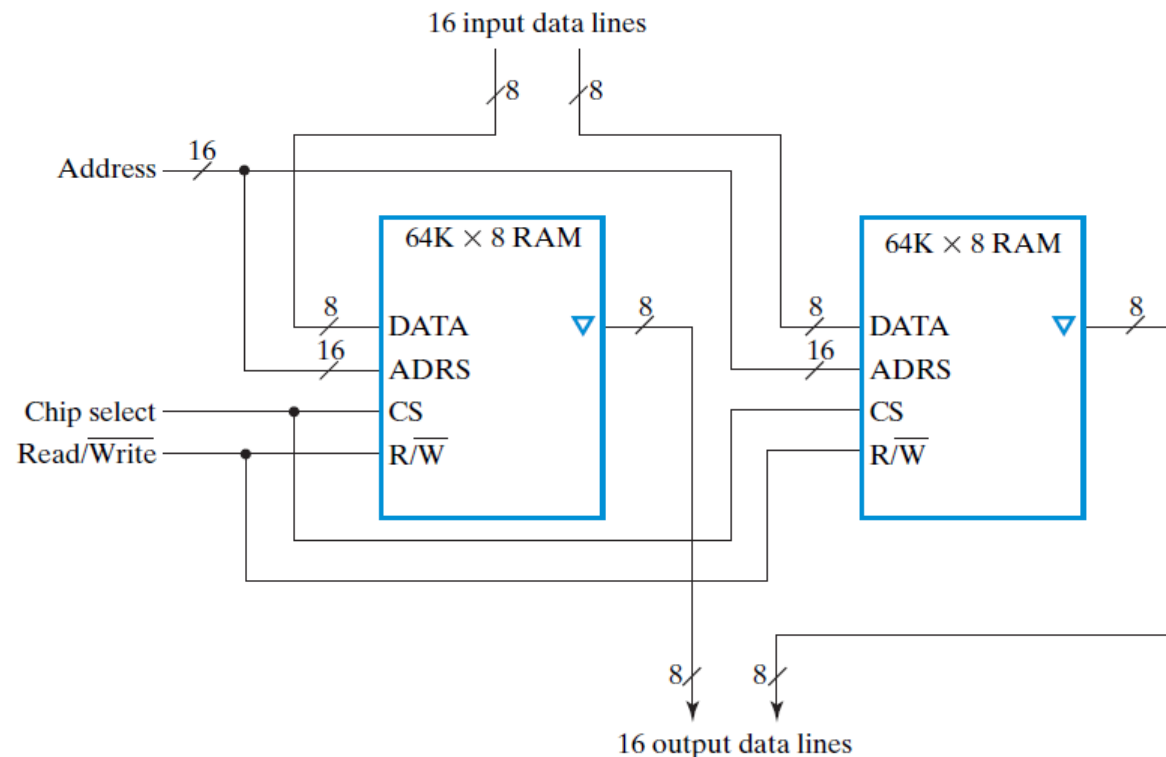 16 input data lines
8 8
16
Address
64K × 8 RAM
64K × 8 RAM
8 8 8 8
DATA DATA
16 16
ADRS ADRS
Chip select CS CS
Read/W̅r̅i̅t̅e̅ R/W̅ R/W̅
8 8
16 output data lines